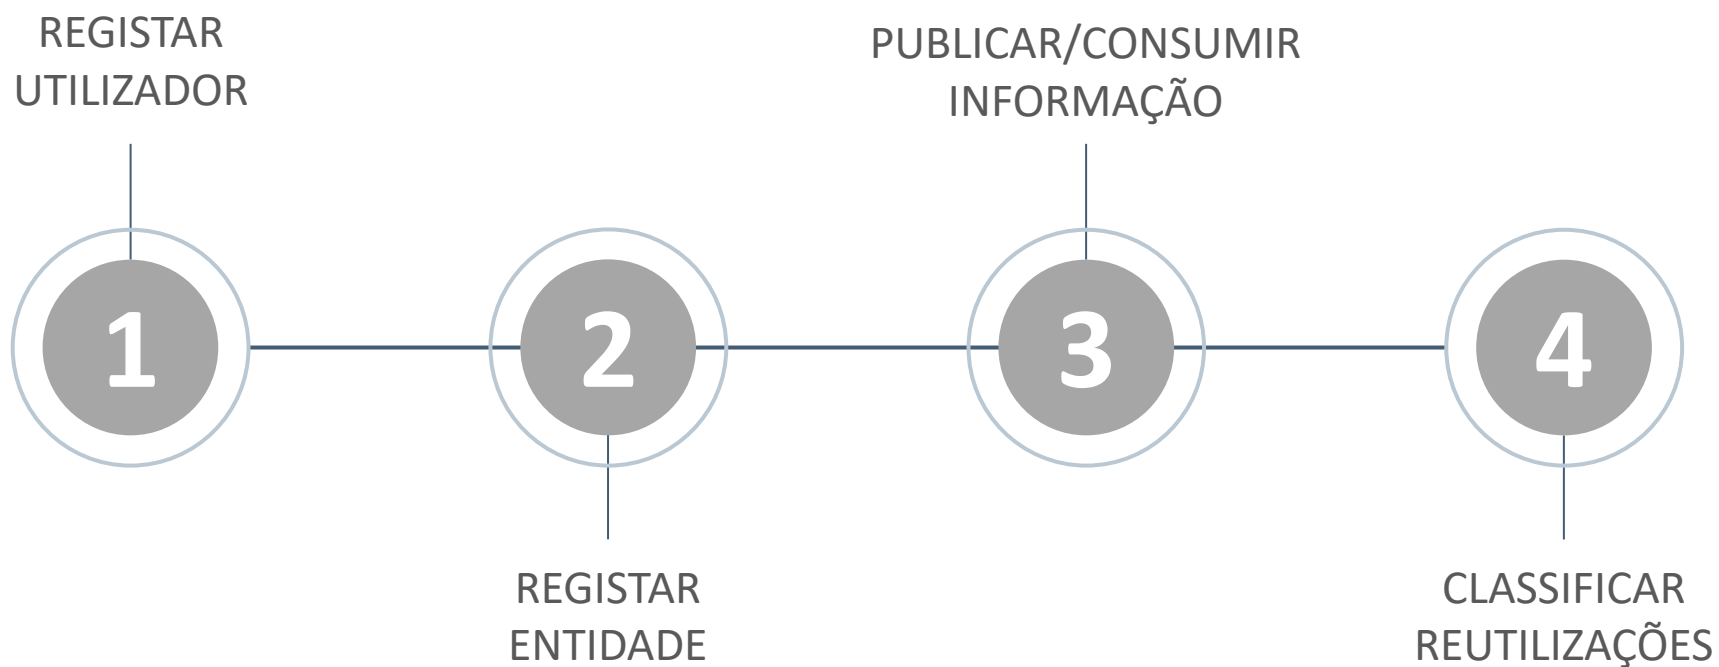 REGISTAR
UTILIZADOR
PUBLICAR/CONSUMIR
INFORMAÇÃO
1
2
3
4
REGISTAR
ENTIDADE
CLASSIFICAR
REUTILIZAÇÕES